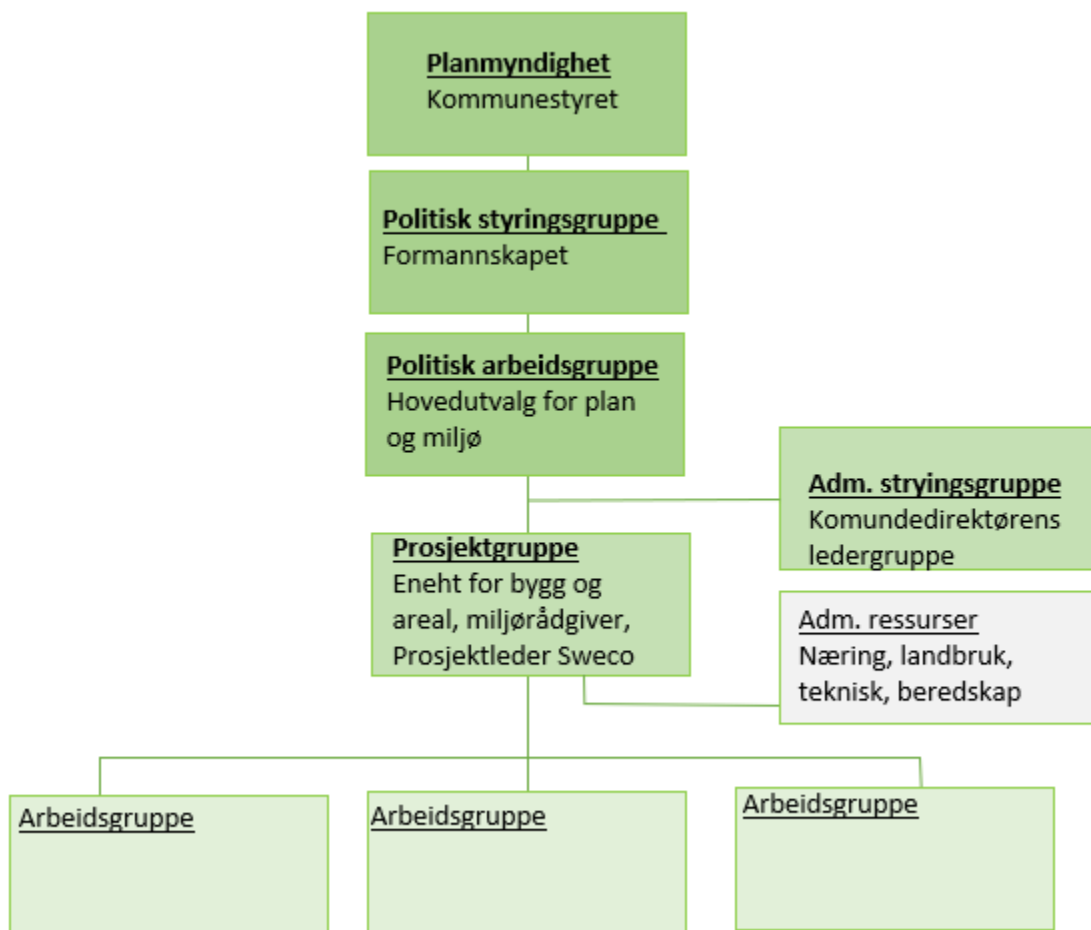 Planmyndighet
Kommunestyret
Politisk styringsgruppe
Formannskapet
Politisk arbeidsgruppe
Hovedutvalg for plan
og miljø
Adm. stryingsgruppe
Komundedirektørens
ledergruppe
Prosjektgruppe
Eneht for bygg og
areal, miljørådgiver,
Prosjektleder Sweco
Adm. ressurser
Næring, landbruk,
teknisk, beredskap
Arbeidsgruppe
Arbeidsgruppe
Arbeidsgruppe